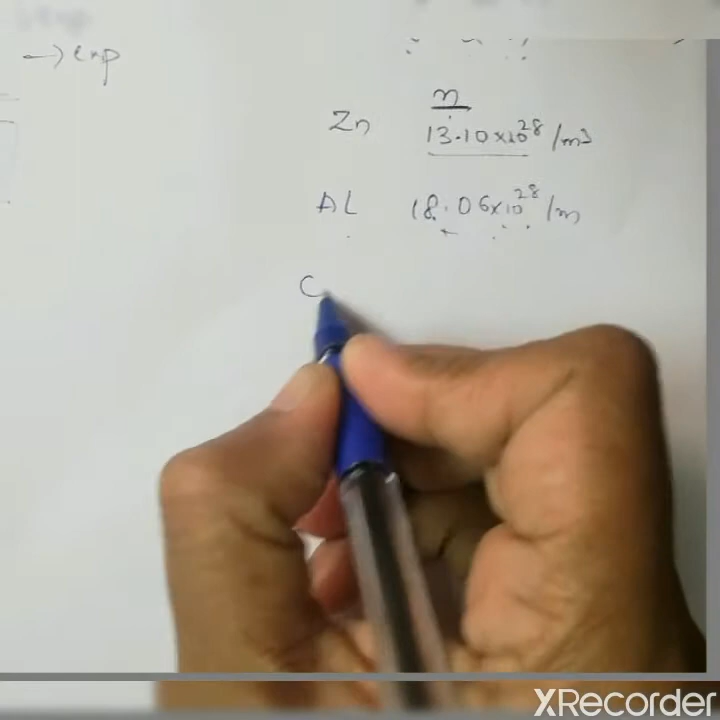 → exp
n
Zn 13.10×10²⁸ /m³
AL 18.06×10²⁸ /m
C
XRecorder